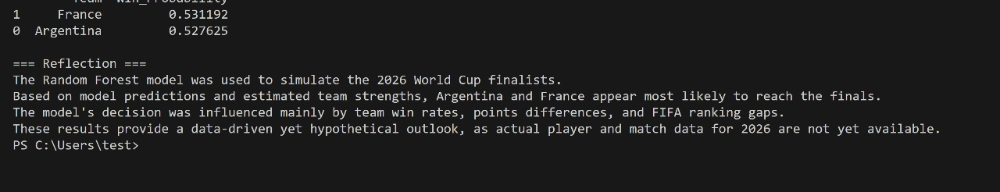 Team Win_Probability
1 France 0.531192
0 Argentina 0.527625
=== Reflection ===
The Random Forest model was used to simulate the 2026 World Cup finalists.
Based on model predictions and estimated team strengths, Argentina and France appear most likely to reach the finals.
The model's decision was influenced mainly by team win rates, points differences, and FIFA ranking gaps.
These results provide a data-driven yet hypothetical outlook, as actual player and match data for 2026 are not yet available.
PS C:\Users\test>